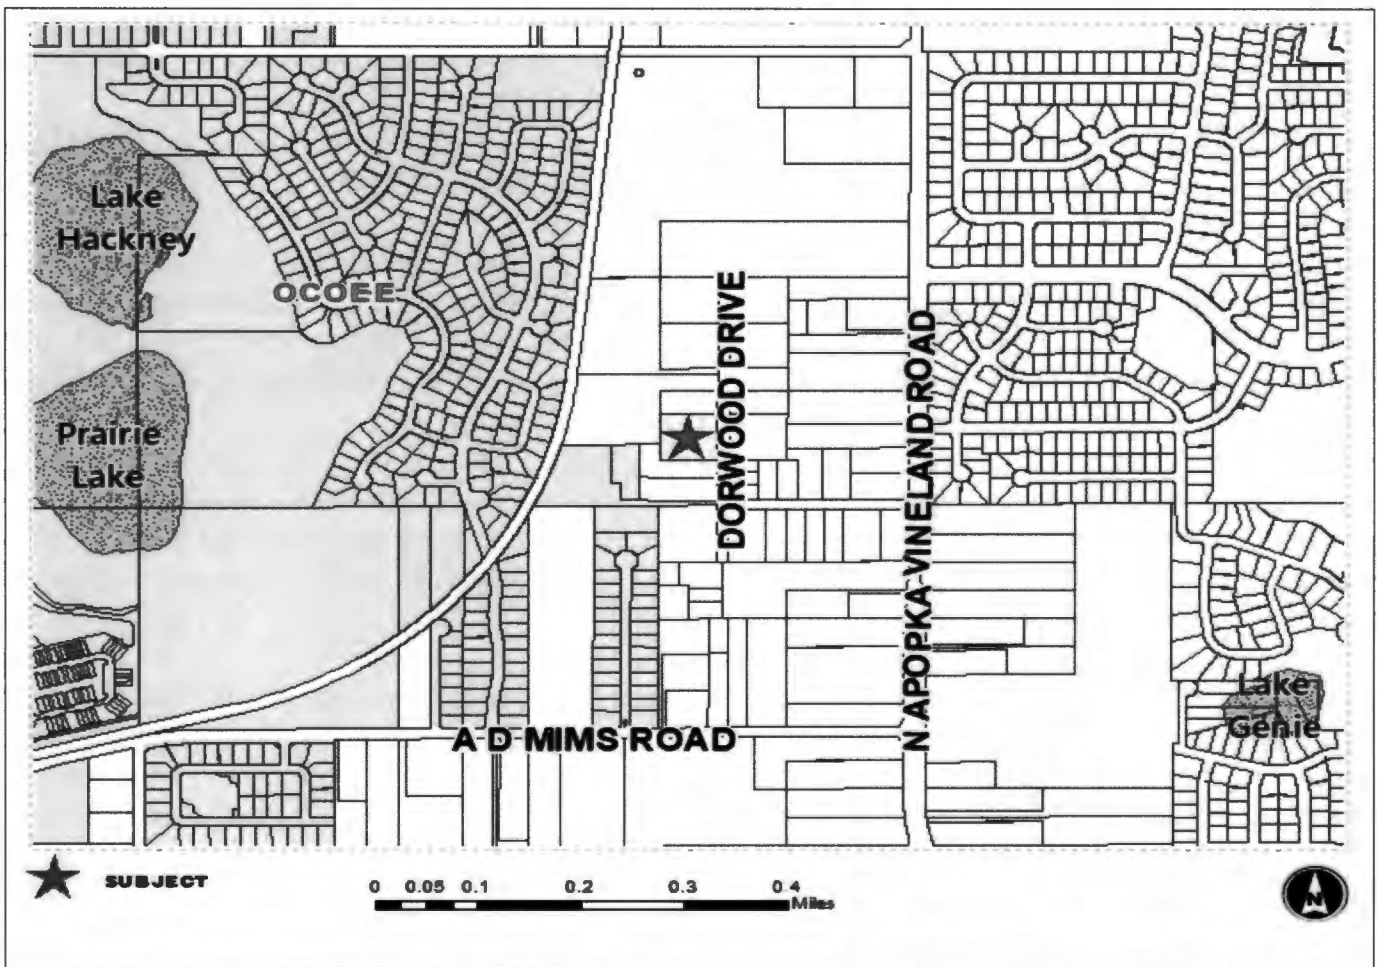 Lake
Hackney
OCOEE
DORWOOD DRIVE
N APOPKA-VINELAND ROAD
Prairie
Lake
Lake
Genie
A D MIMS ROAD
SUBJECT
0 0.05 0.1 0.2 0.3 0.4
Miles
N